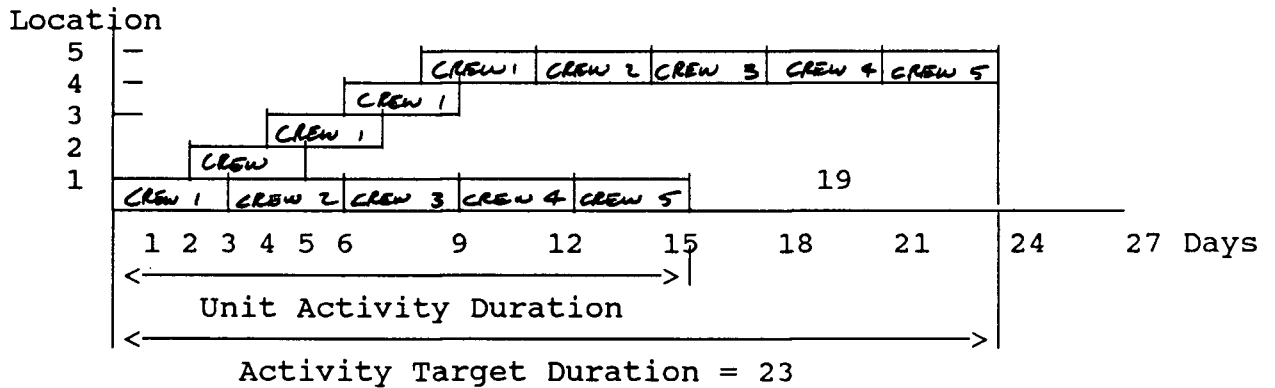 Location
5 CREW 1 CREW 2 CREW 3 CREW 4 CREW 5
4 CREW 1
3 CREW 1
2 CREW
1 CREW 1 CREW 2 CREW 3 CREW 4 CREW 5 19
1 2 3 4 5 6 9 12 15 18 21 24 27 Days
Unit Activity Duration
Activity Target Duration = 23